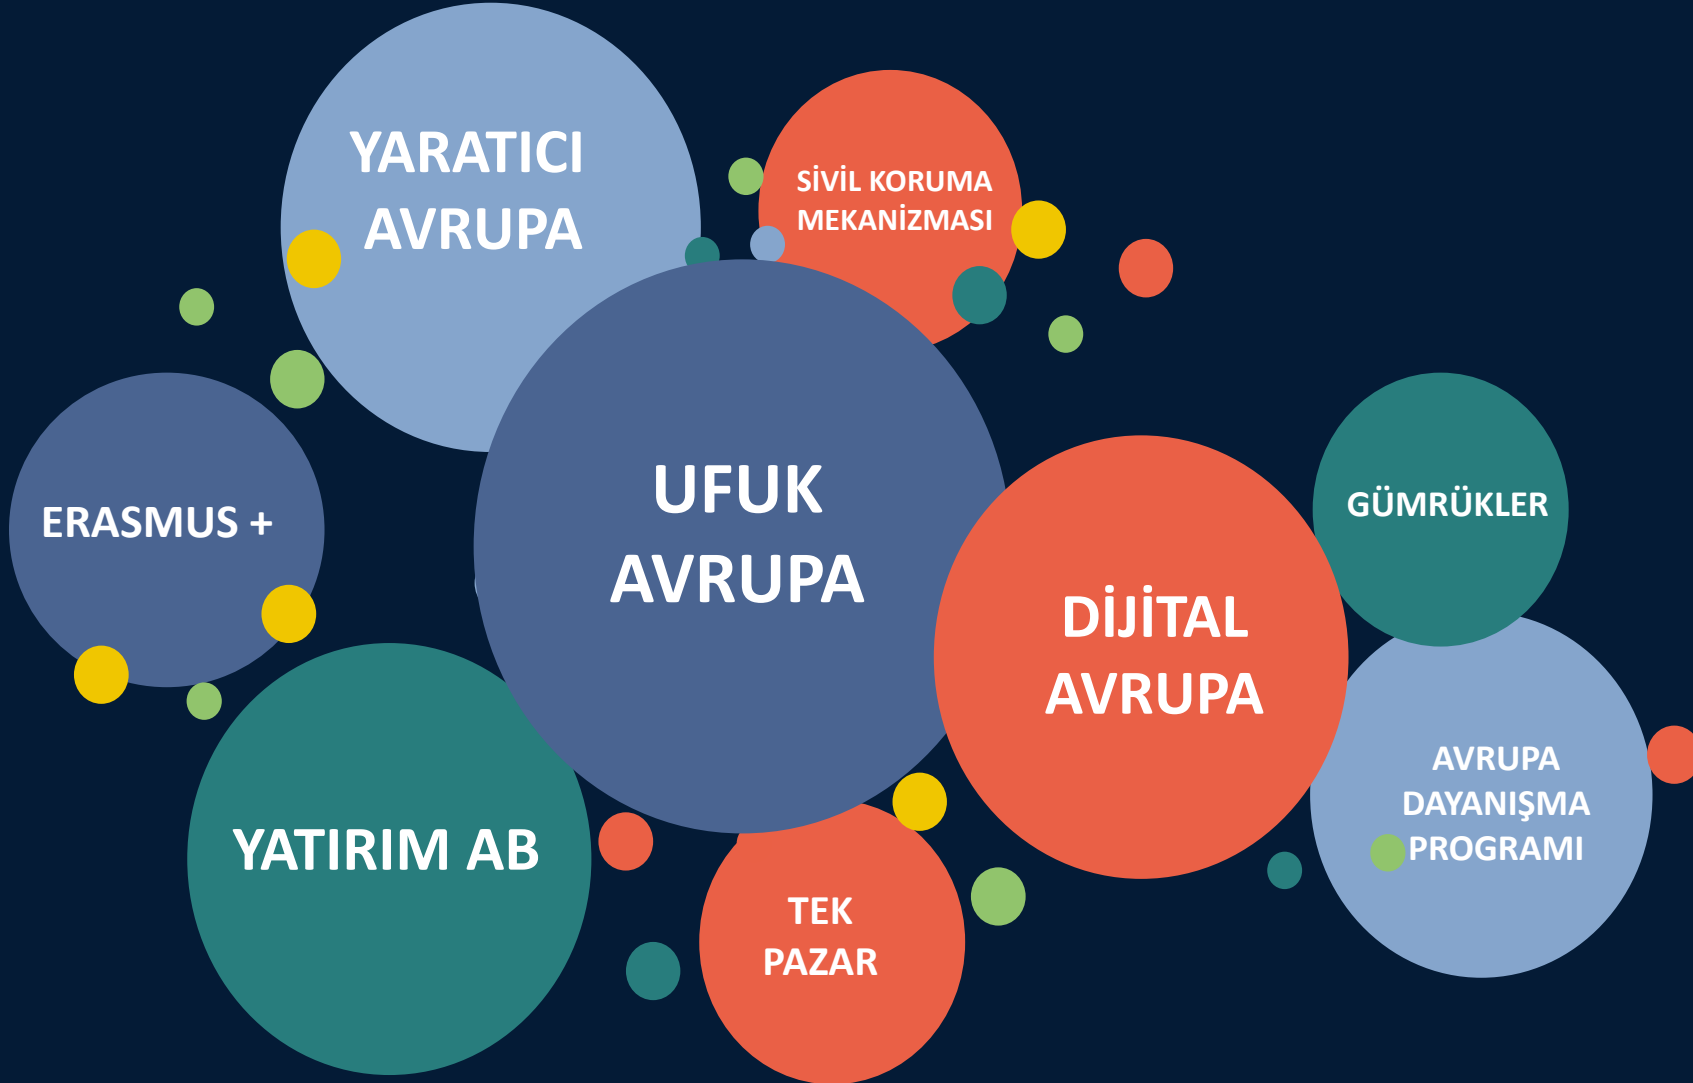 YARATICI
AVRUPA
SİVİL KORUMA
MEKANİZMASI
ERASMUS +
UFUK
AVRUPA
GÜMRÜKLER
DİJİTAL
AVRUPA
YATIRIM AB
TEK
PAZAR
AVRUPA
DAYANIŞMA
PROGRAMI